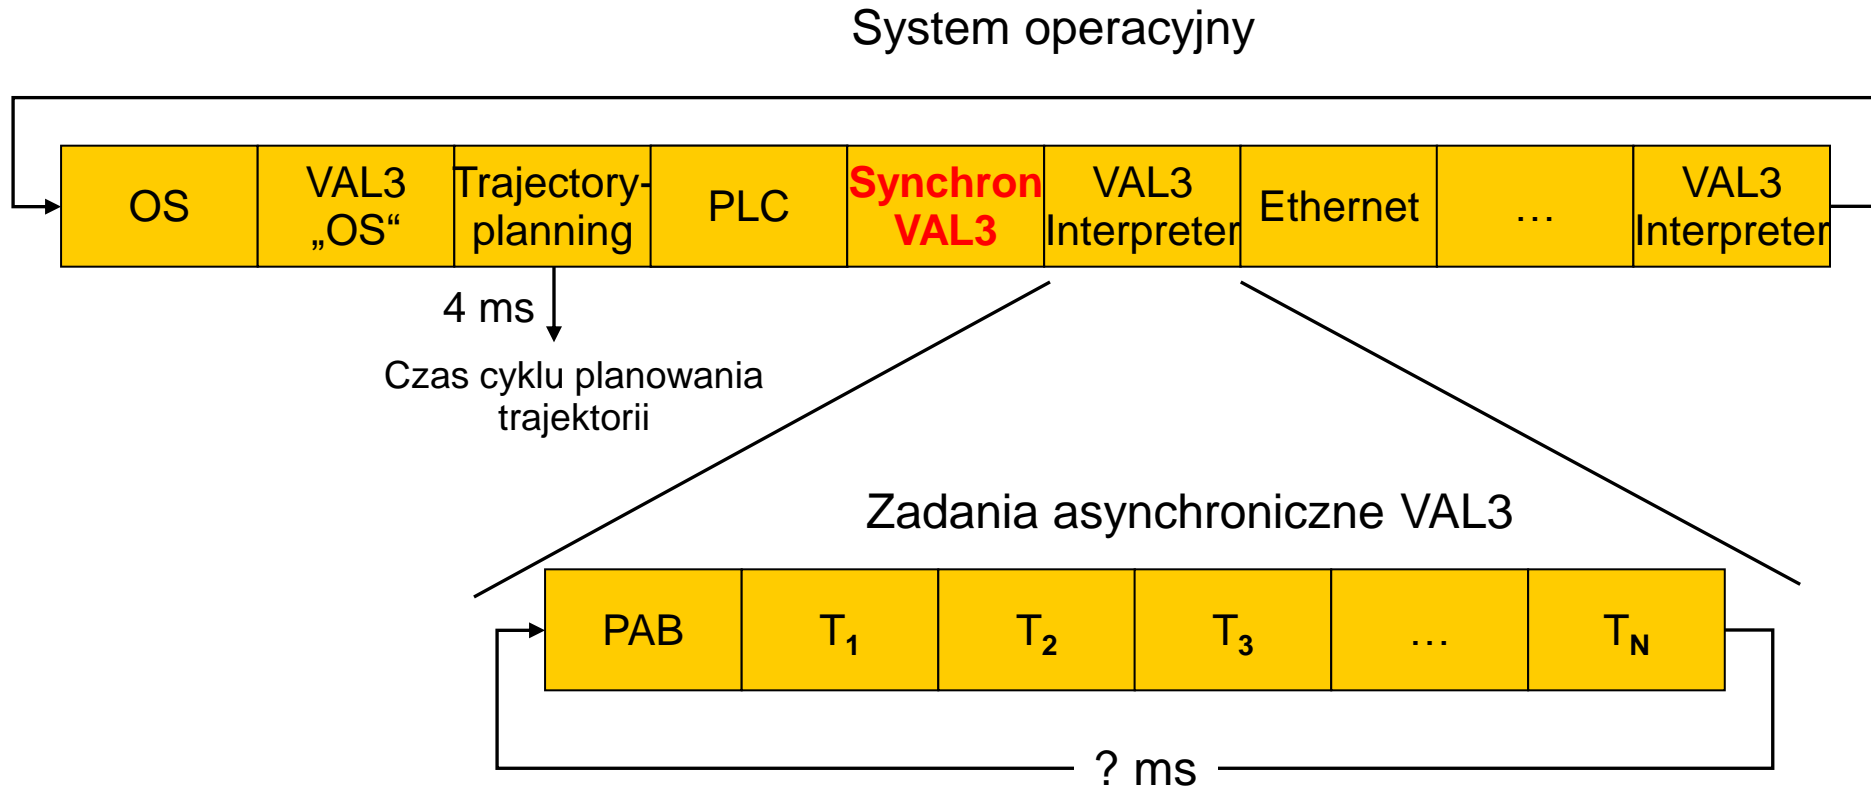 System operacyjny
OS
VAL3
„OS“
Trajectory-
planning
PLC
Synchron
VAL3
VAL3
Interpreter
Ethernet
…
VAL3
Interpreter
4 ms
Czas cyklu planowania
trajektorii
Zadania asynchroniczne VAL3
PAB
T1
T2
T3
…
TN
? ms